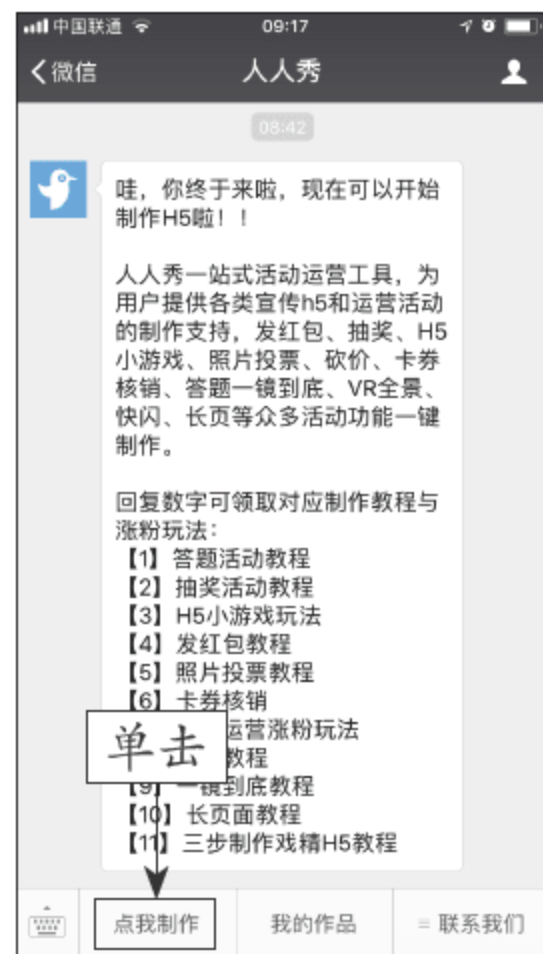 中国联通 09:17
微信 人人秀
08:42
哇，你终于来啦，现在可以开始
制作H5啦！！
人人秀一站式活动运营工具，为
用户提供各类宣传h5和运营活动
的制作支持，发红包、抽奖、H5
小游戏、照片投票、砍价、卡券
核销、答题一镜到底、VR全景、
快闪、长页等众多活动功能一键
制作。
回复数字可领取对应制作教程与
涨粉玩法：
【1】答题活动教程
【2】抽奖活动教程
【3】H5小游戏玩法
【4】发红包教程
【5】照片投票教程
【6】卡券核销
运营涨粉玩法
单击
教程
【9】一镜到底教程
【10】长页面教程
【11】三步制作戏精H5教程
点我制作 我的作品 联系我们